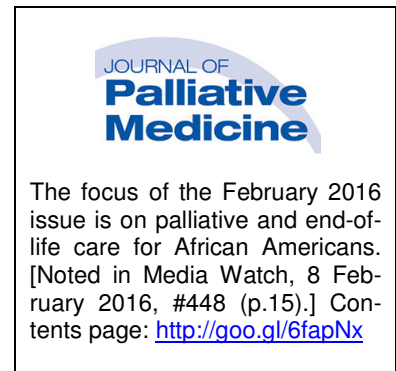 JOURNAL OF
Palliative
Medicine
The focus of the February 2016
issue is on palliative and end-of-
life care for African Americans.
[Noted in Media Watch, 8 Feb-
ruary 2016, #448 (p.15).] Con-
tents page: http://goo.gl/6fapNx